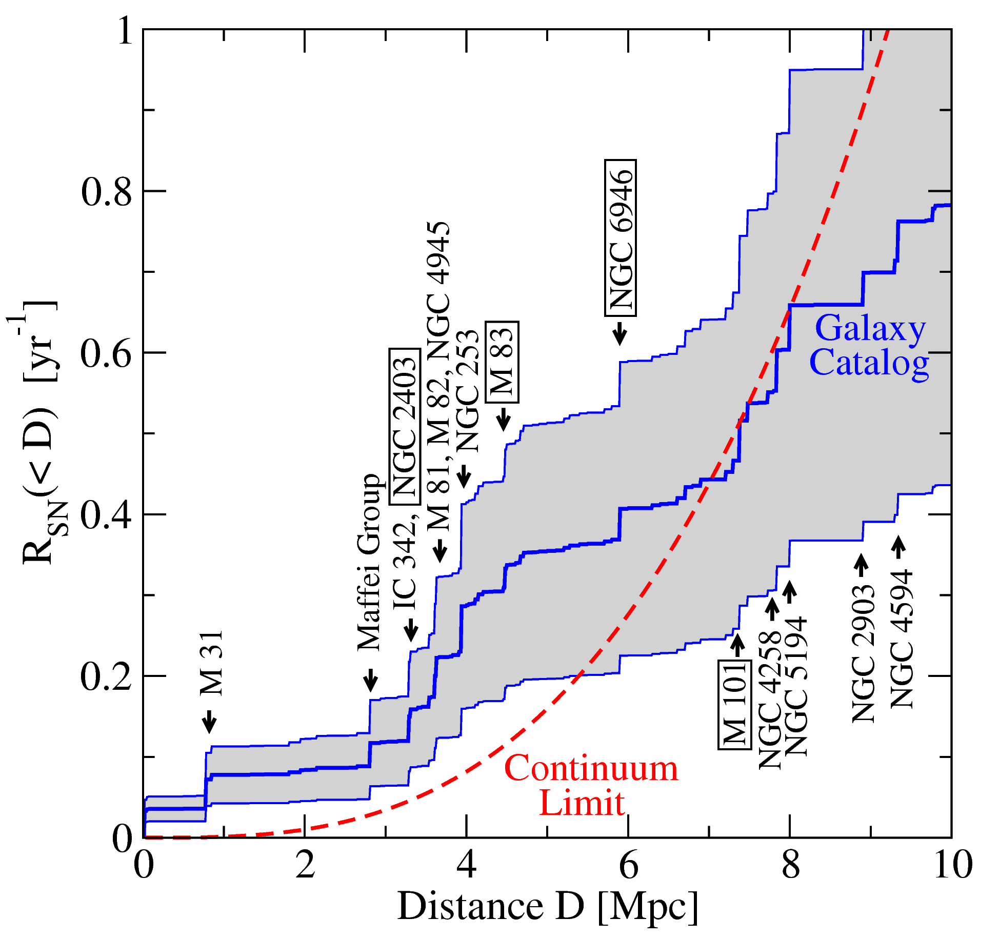 1
0.8
0.6
0.4
0.2
0
R_SN(< D) [yr^-1]
M 31
Maffei Group
IC 342, NGC 2403
M 81, M 82, NGC 4945
NGC 253
M 83
NGC 6946
Galaxy
Catalog
M 101
NGC 4258
NGC 5194
NGC 2903
NGC 4594
Continuum
Limit
0 2 4 6 8 10
Distance D [Mpc]